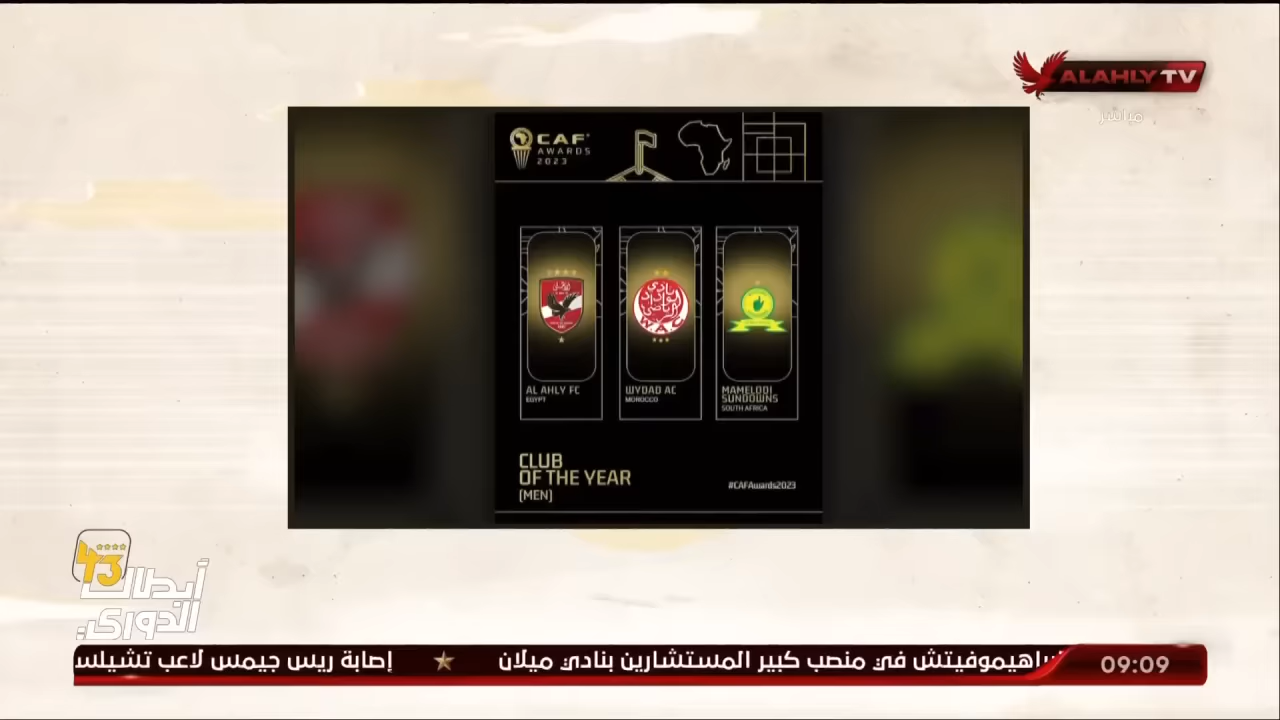 ALAHLY TV
مباشر
CAF
AWARDS
2023
AL AHLY FC
EGYPT
WYDAD AC
MOROCCO
MAMELODI
SUNDOWNS
SOUTH AFRICA
WAC
CLUB
OF THE YEAR
(MEN)
#CAFAwards2023
43
أبطال
الدوري
إبراهيموفيتش في منصب كبير المستشارين بنادي ميلان ★ إصابة ريس جيمس لاعب تشيلس
09:09